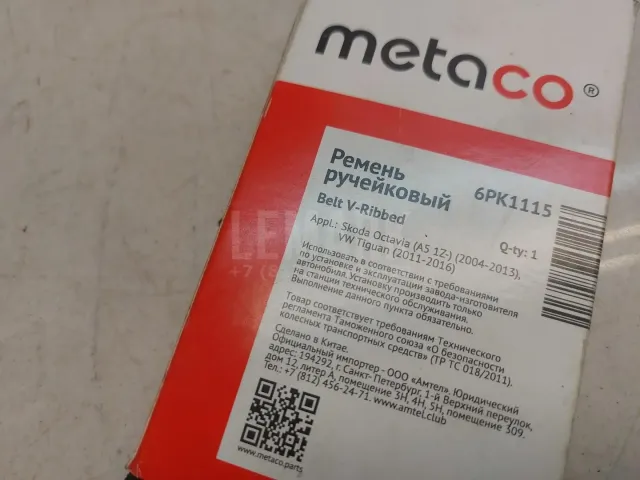 metaco®
Ремень
ручейковый
6PK1115
Belt V-Ribbed
Q-ty: 1
Appl.: Skoda Octavia (A5 1Z-) (2004-2013),
VW Tiguan (2011-2016)
Использовать в соответствии с требованиями
по установке и эксплуатации завода-изготовителя
автомобиля. Установку производить только
на станции технического обслуживания.
Выполнение данного пункта обязательно.
Товар соответствует требованиям Технического
регламента Таможенного союза «О безопасности
колесных транспортных средств» (ТР ТС 018/2011).
Сделано в Китае.
Официальный импортер - ООО «Амтел». Юридический
адрес: 194292, г. Санкт-Петербург, 1-й Верхний переулок,
дом 12, литер А, помещение 3Н, 4Н, 5Н, помещение 309.
Тел.: +7 (812) 456-24-71. www.amtel.club
www.metaco.parts